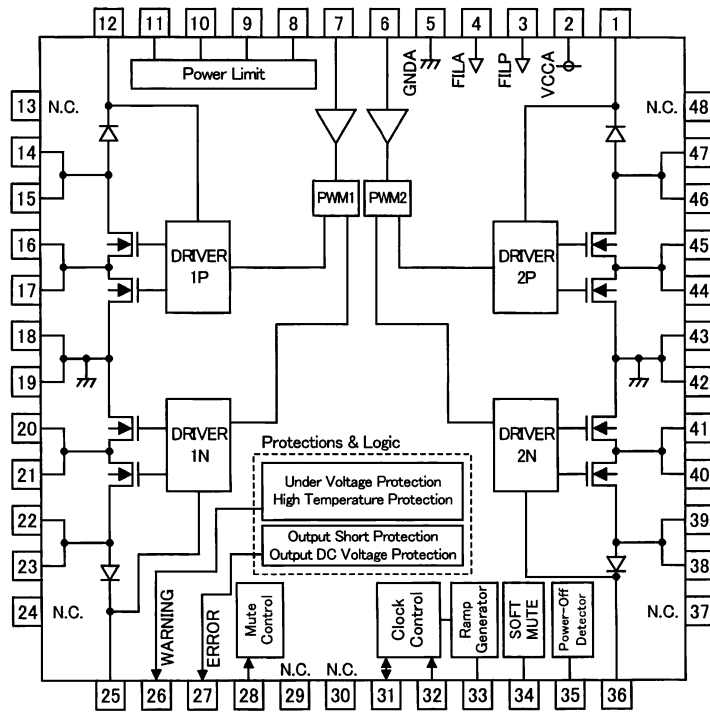 12 11 10 9 8 7 6 5 4 3 2 1
Power Limit
GNDA
FILA
FILP
VCCA
13 N.C.
N.C. 48
14
47
15
46
PWM1
PWM2
16
DRIVER
1P
DRIVER
2P
45
17
44
18
43
19
42
20
DRIVER
1N
DRIVER
2N
41
21
40
Protections & Logic
Under Voltage Protection
High Temperature Protection
Output Short Protection
Output DC Voltage Protection
22
39
23
38
24 N.C.
N.C. 37
WARNING
ERROR
Mute
Control
Clock
Control
Ramp
Generator
SOFT
MUTE
Power-Off
Detector
N.C. N.C.
25 26 27 28 29 30 31 32 33 34 35 36